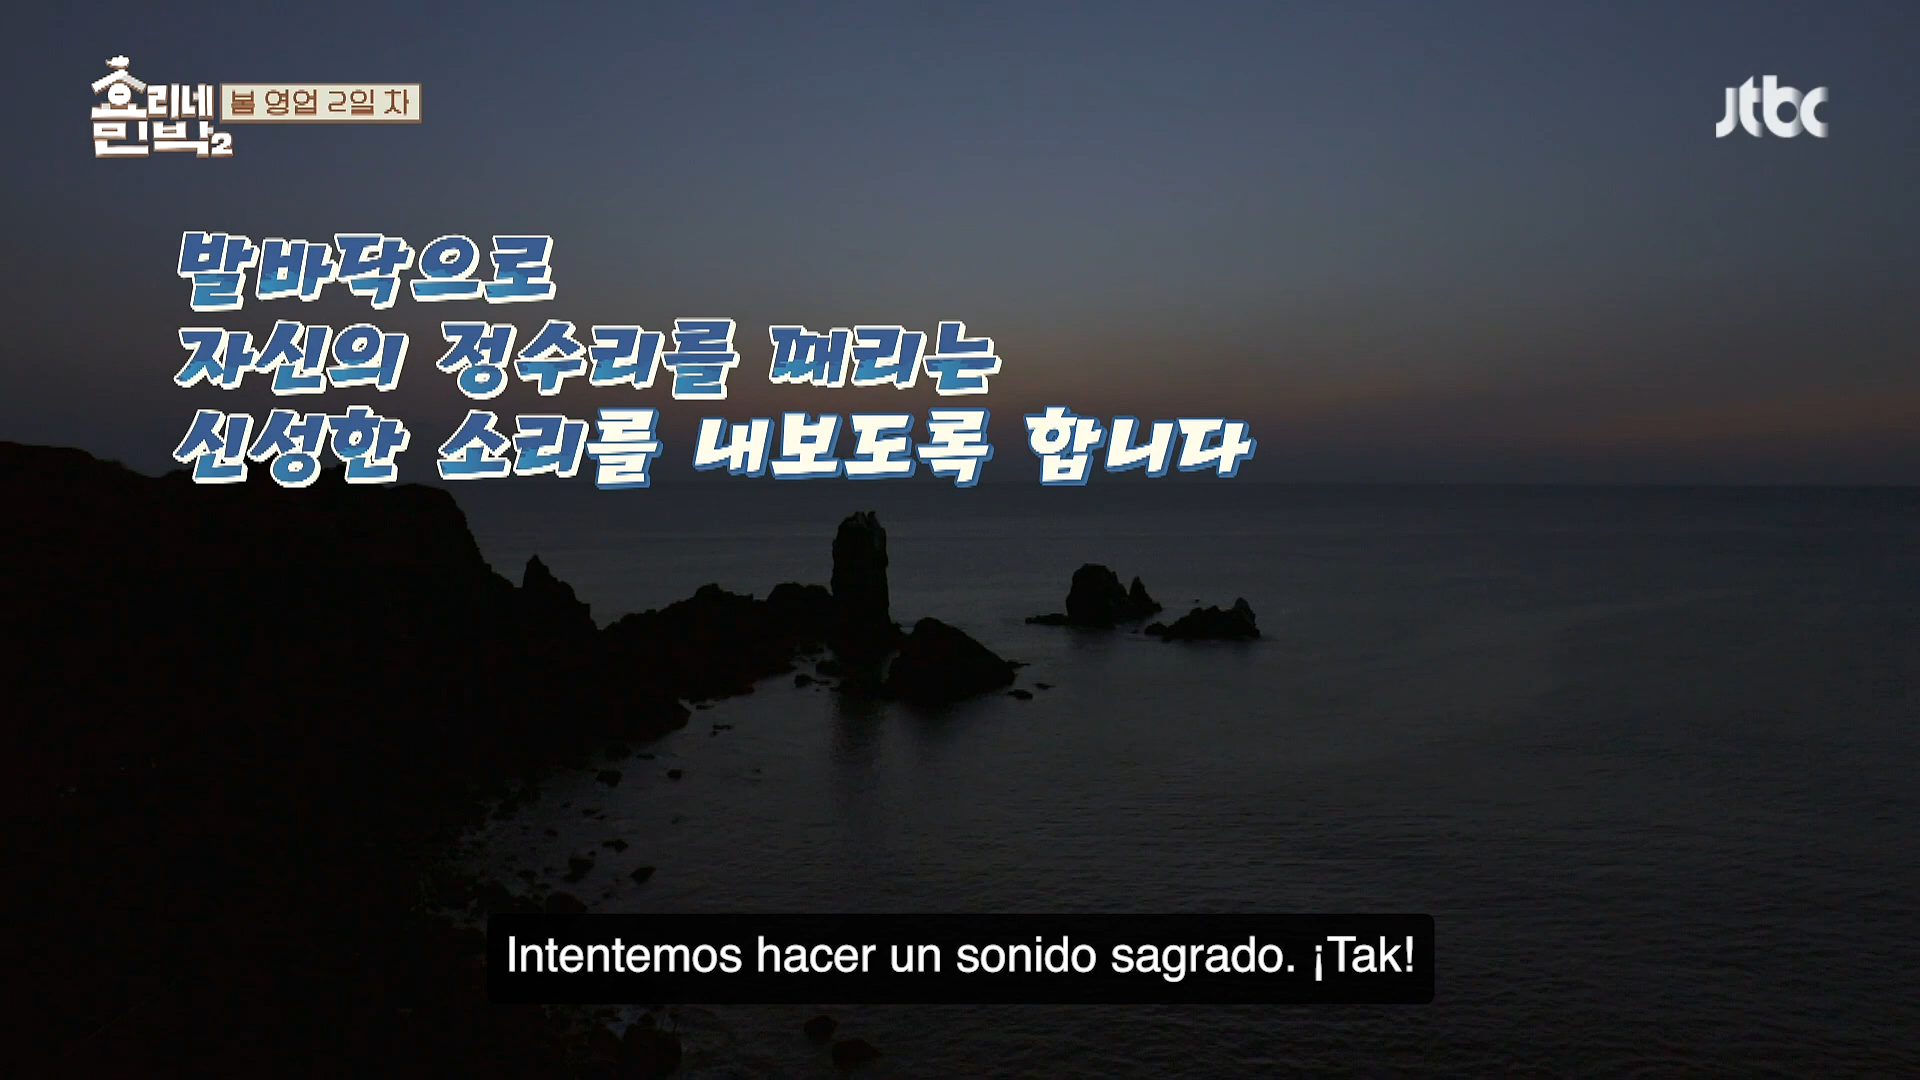 효리네 봄 영업 2일 차
민박2
jtbc
발바닥으로
자신의 정수리를 때리는
신성한 소리를 내보도록 합니다
Intentemos hacer un sonido sagrado. ¡Tak!